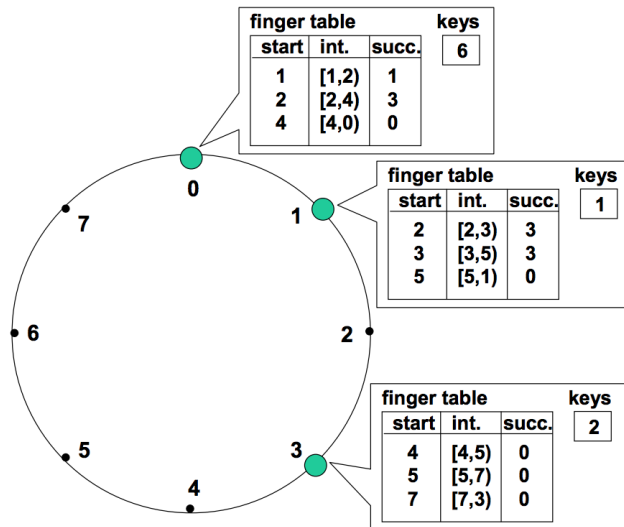 finger table keys
start int. succ. 6
1 [1,2) 1
2 [2,4) 3
4 [4,0) 0
0
finger table keys
start int. succ. 1
2 [2,3) 3
3 [3,5) 3
5 [5,1) 0
1
7
6
2
finger table keys
start int. succ. 2
4 [4,5) 0
5 [5,7) 0
7 [7,3) 0
3
5
4